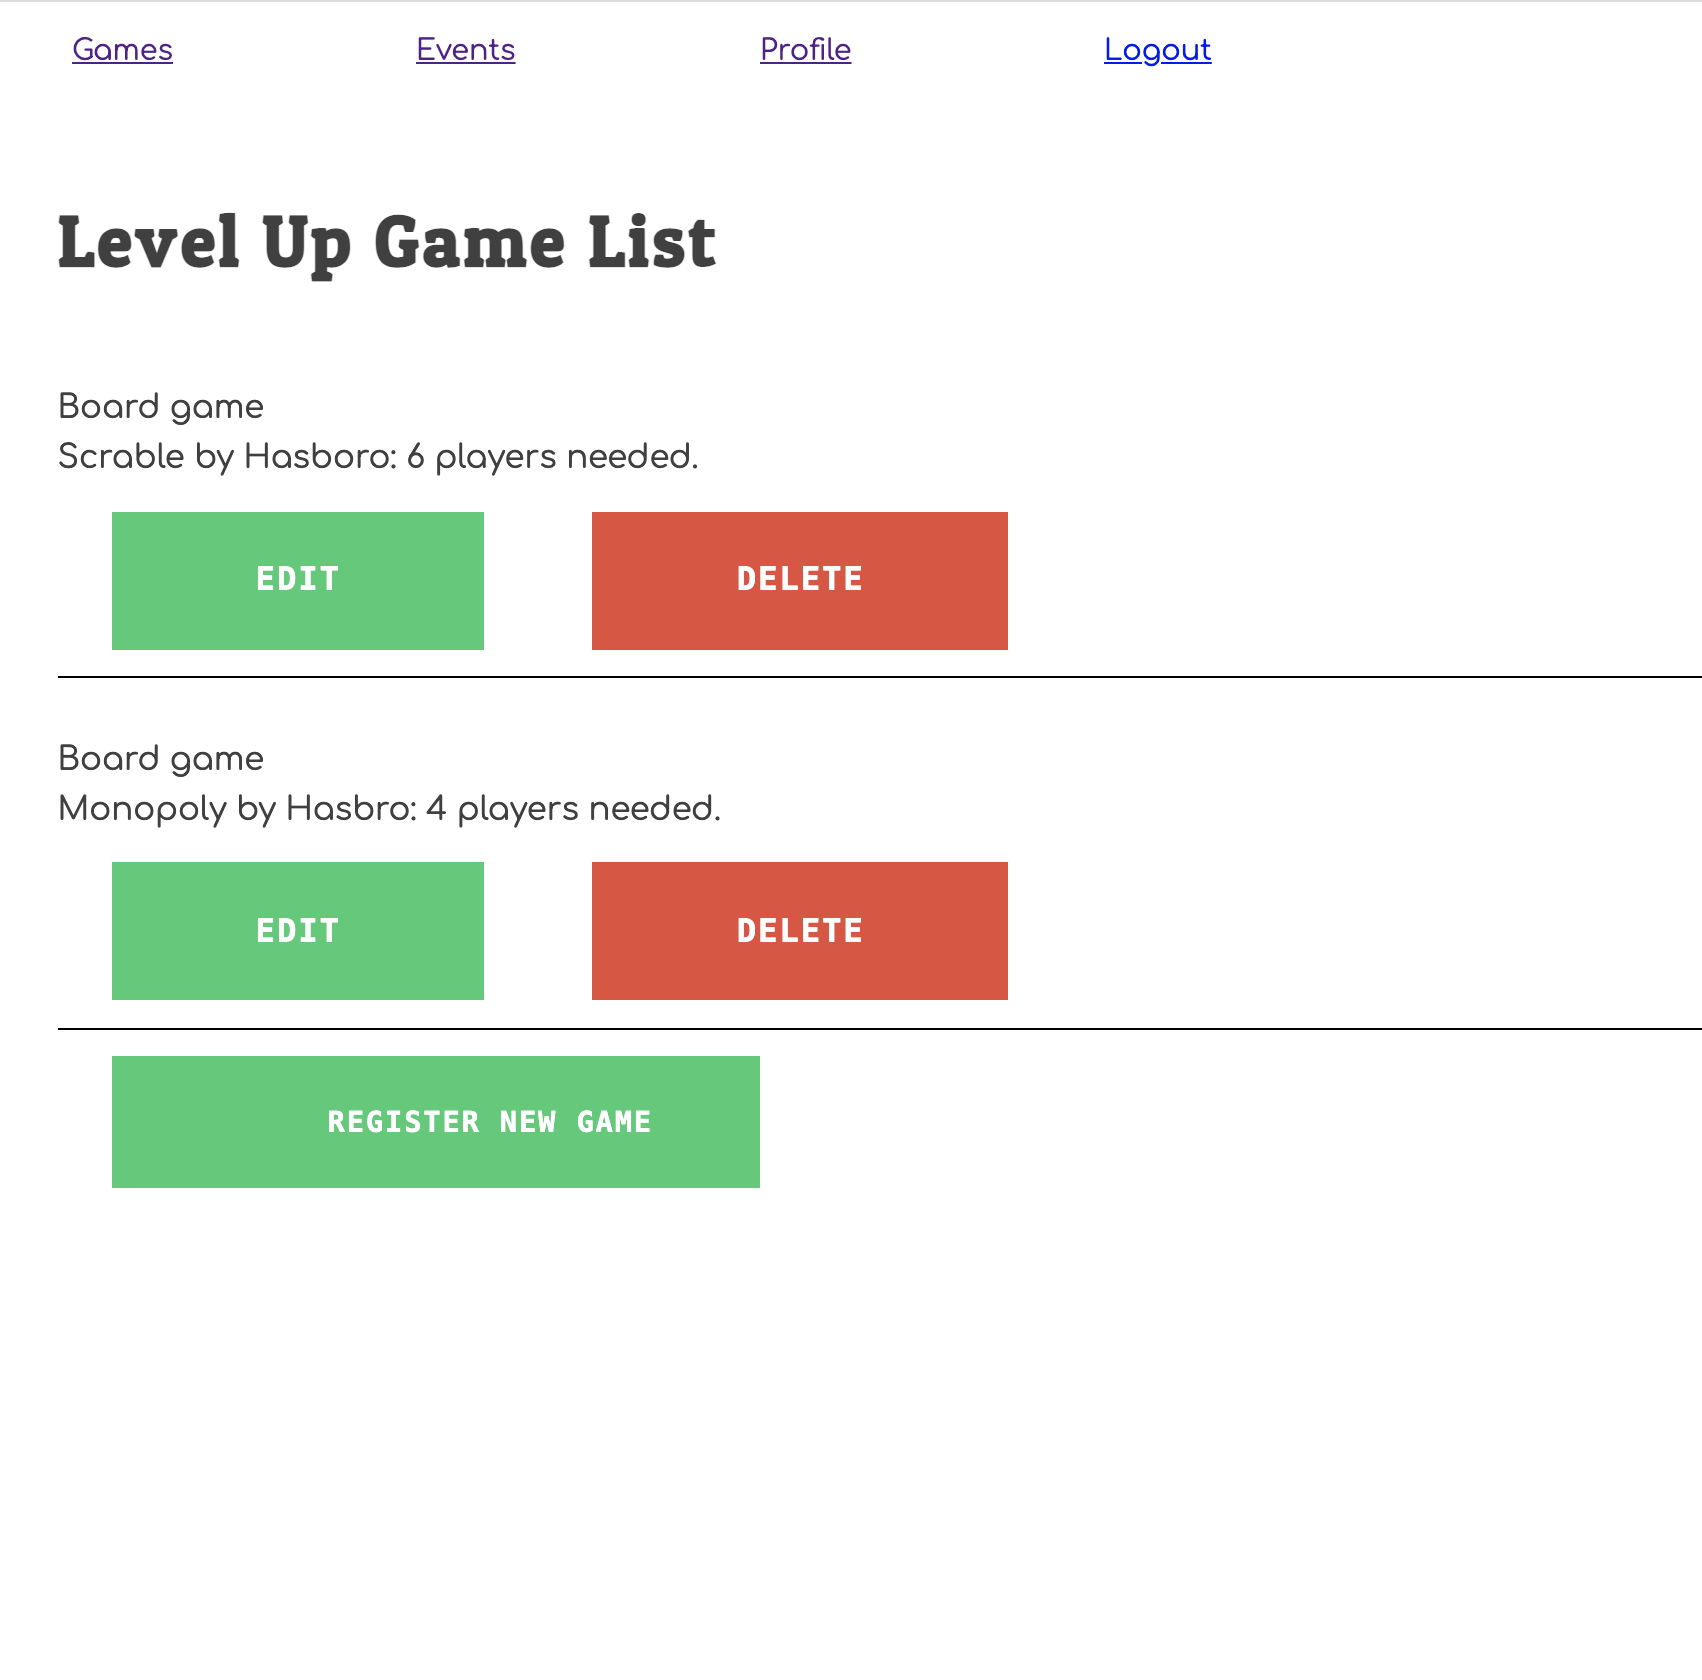 Games Events Profile Logout
Level Up Game List
Board game
Scrable by Hasboro: 6 players needed.
EDIT DELETE
Board game
Monopoly by Hasbro: 4 players needed.
EDIT DELETE
REGISTER NEW GAME